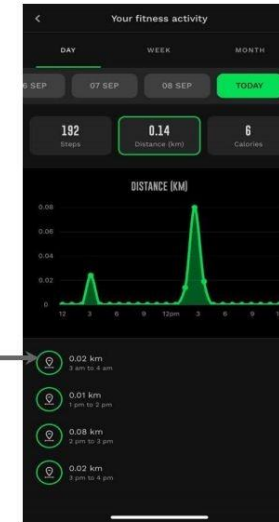 Your fitness activity
DAY WEEK MONTH
6 SEP 07 SEP 08 SEP TODAY
192 0.14 6
Steps Distance (km) Calories
DISTANCE (KM)
0.08
0.06
0.04
0.02
0
12 3 6 9 12pm 3 6 9 1
0.02 km
3 am to 4 am
0.01 km
1 pm to 2 pm
0.08 km
2 pm to 3 pm
0.02 km
3 pm to 4 pm